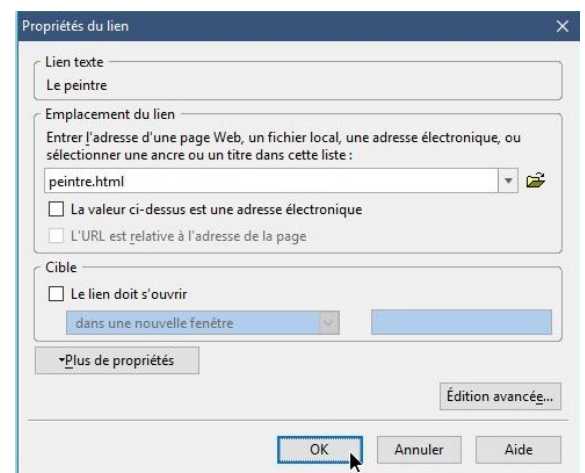 Propriétés du lien
Lien texte
Le peintre
Emplacement du lien
Entrer l'adresse d'une page Web, un fichier local, une adresse électronique, ou
sélectionner une ancre ou un titre dans cette liste :
peintre.html
La valeur ci-dessus est une adresse électronique
L'URL est relative à l'adresse de la page
Cible
Le lien doit s'ouvrir
dans une nouvelle fenêtre
Plus de propriétés
Édition avancée...
OK Annuler Aide